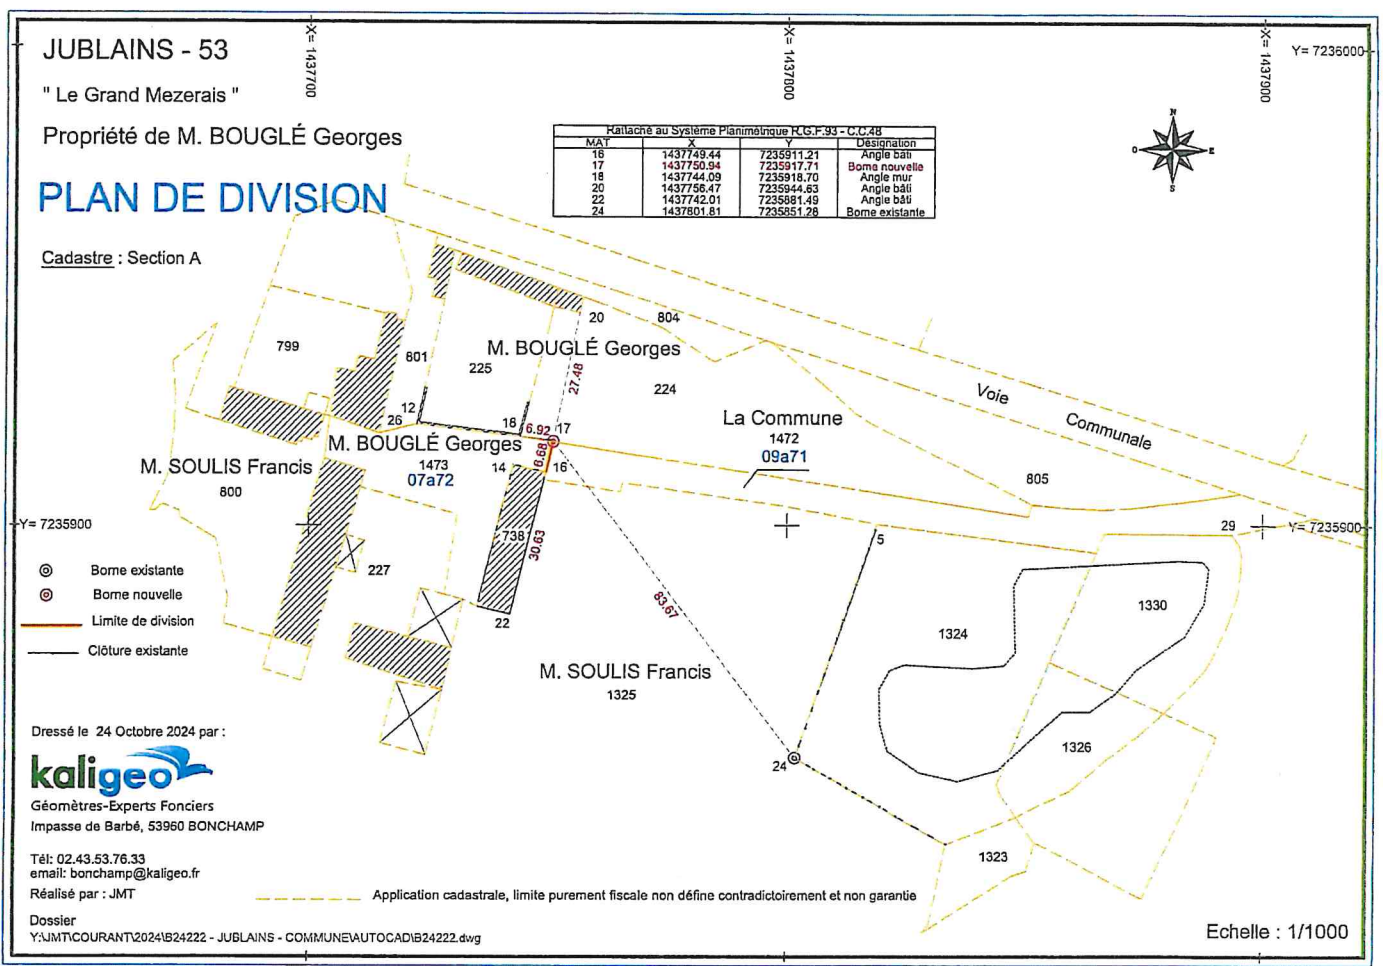 JUBLAINS - 53
" Le Grand Mezerais "
Propriété de M. BOUGLÉ Georges
PLAN DE DIVISION
Cadastre : Section A
X= 1437700
X= 1437800
X= 1437900
Y= 7236000
Rattaché au Système Planimétrique R.G.F.93 - C.C.48
MAT X Y Désignation
16 1437749.44 7235911.21 Angle bâti
17 1437750.94 7235917.71 Borne nouvelle
18 1437744.09 7235918.70 Angle mur
20 1437756.47 7235944.63 Angle bâti
22 1437742.01 7235881.49 Angle bâti
24 1437801.81 7235851.28 Borne existante
N
O
E
S
20
804
799
801
M. BOUGLÉ Georges
225
27.48
224
Voie
Communale
12
26
18
6.92
17
La Commune
1472
09a71
M. BOUGLÉ Georges
1473
07a72
14
6.68
16
M. SOULIS Francis
800
805
Y= 7235900
29
Y= 7235900
738
30.63
5
227
22
83.67
Borne existante
Borne nouvelle
Limite de division
Clôture existante
1324
1330
M. SOULIS Francis
1325
1326
24
1323
Dressé le 24 Octobre 2024 par :
kaligeo
Géomètres-Experts Fonciers
Impasse de Barbé, 53960 BONCHAMP
Tél: 02.43.53.76.33
email: bonchamp@kaligeo.fr
Réalisé par : JMT
Application cadastrale, limite purement fiscale non défine contradictoirement et non garantie
Dossier
Y:\JMT\COURANT\2024\B24222 - JUBLAINS - COMMUNE\AUTOCAD\B24222.dwg
Echelle : 1/1000